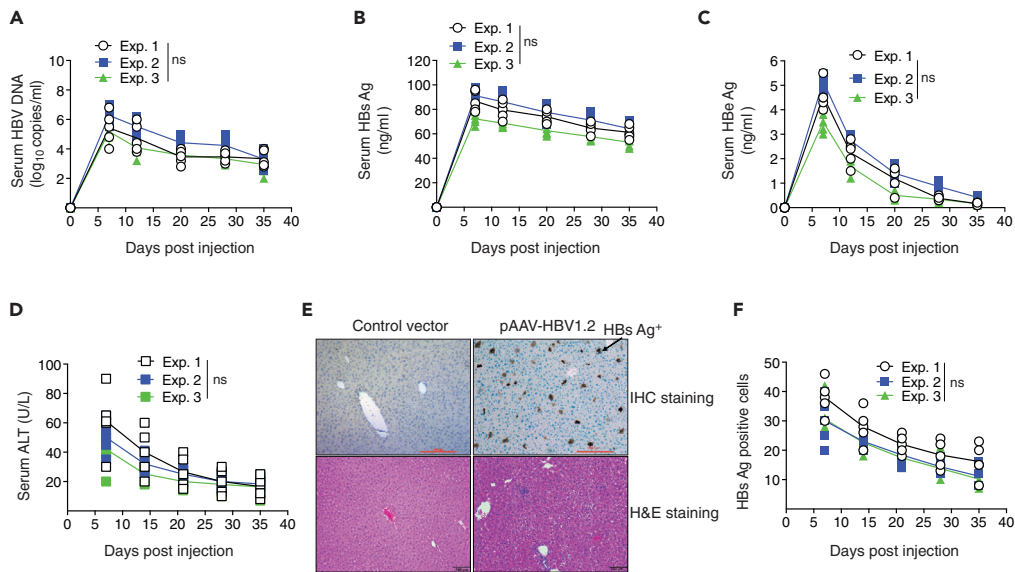 A
Exp. 1
Exp. 2
Exp. 3
ns
Serum HBV DNA
(log10 copies/ml)
10
8
6
4
2
0
5
10
15
20
25
30
35
40
Days post injection
B
Exp. 1
Exp. 2
Exp. 3
ns
Serum HBs Ag
(ng/ml)
120
100
80
60
40
20
0
5
10
15
20
25
30
35
40
Days post injection
C
Exp. 1
Exp. 2
Exp. 3
ns
Serum HBe Ag
(ng/ml)
6
5
4
3
2
1
0
0
5
10
15
20
25
30
35
40
Days post injection
D
Exp. 1
Exp. 2
Exp. 3
ns
Serum ALT (U/L)
100
80
60
40
20
0
5
10
15
20
25
30
35
40
Days post injection
E
Control vector
pAAV-HBV1.2
HBs Ag+
IHC staining
H&E staining
F
Exp. 1
Exp. 2
Exp. 3
ns
HBs Ag positive cells
50
40
30
20
10
0
5
10
15
20
25
30
35
40
Days post injection